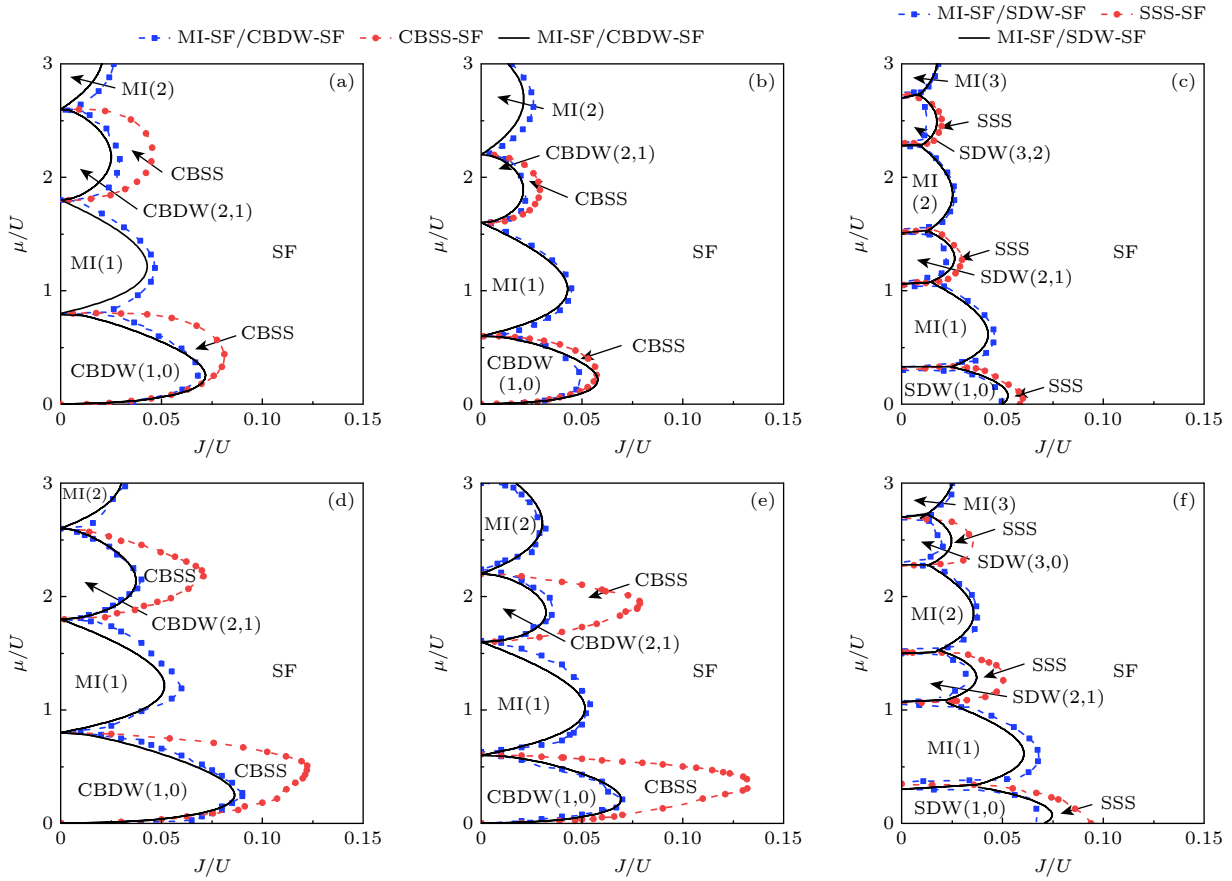 MI-SF/CBDW-SF CBSS-SF MI-SF/CBDW-SF
MI-SF/SDW-SF SSS-SF
MI-SF/SDW-SF
(a)
3
2
1
0
μ/U
MI(2)
CBSS
CBDW(2,1)
MI(1)
SF
CBSS
CBDW(1,0)
0 0.05 0.10 0.15
J/U
(b)
3
2
1
0
μ/U
MI(2)
CBDW(2,1)
CBSS
MI(1)
SF
CBSS
CBDW
(1,0)
0 0.05 0.10 0.15
J/U
(c)
3
2
1
0
μ/U
MI(3)
SSS
SDW(3,2)
MI
(2)
SSS
SDW(2,1)
SF
MI(1)
SDW(1,0)
SSS
0 0.05 0.10 0.15
J/U
(d)
3
2
1
0
μ/U
MI(2)
CBSS
CBDW(2,1)
SF
MI(1)
CBSS
CBDW(1,0)
0 0.05 0.10 0.15
J/U
(e)
3
2
1
0
μ/U
MI(2)
CBSS
CBDW(2,1)
SF
MI(1)
CBSS
CBDW(1,0)
0 0.05 0.10 0.15
J/U
(f)
3
2
1
0
μ/U
MI(3)
SSS
SDW(3,0)
MI(2)
SSS
SF
SDW(2,1)
MI(1)
SDW(1,0)
SSS
0 0.05 0.10 0.15
J/U